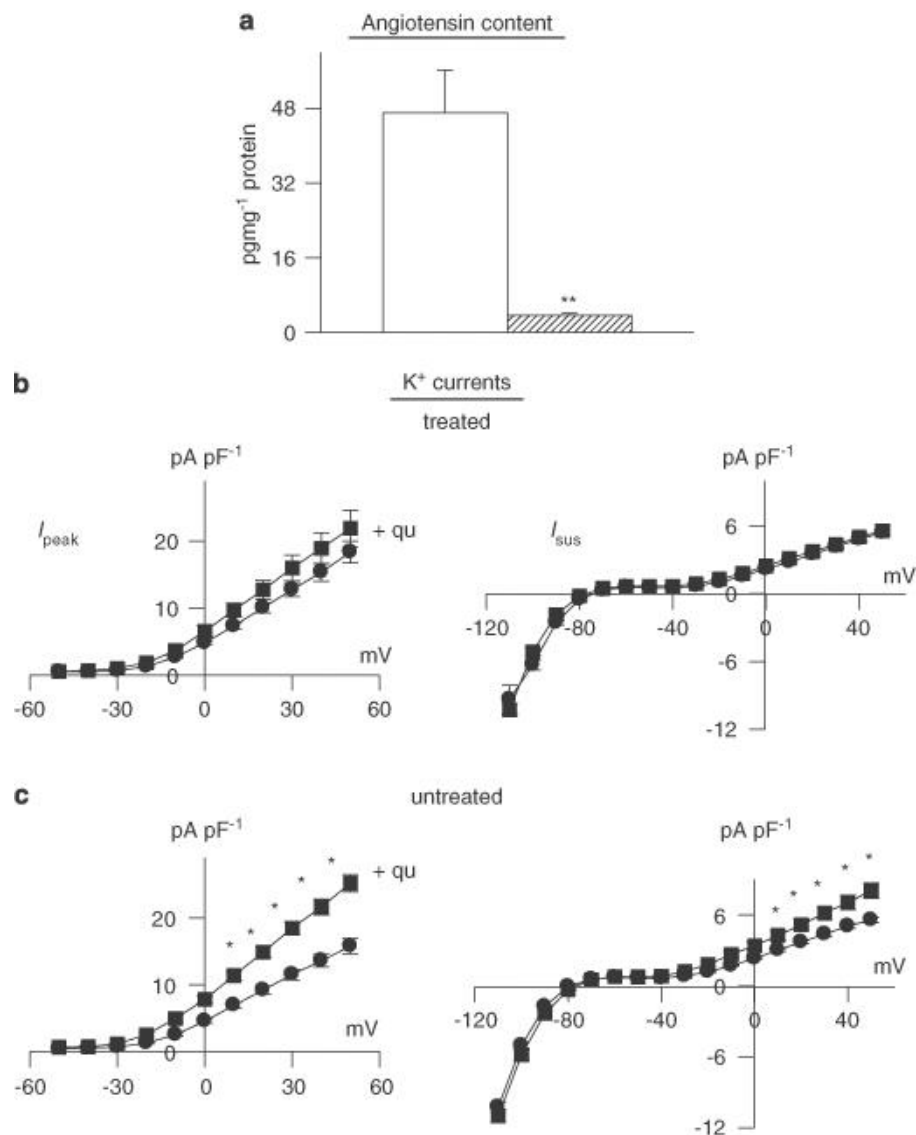 a
Angiotensin content
pgmg⁻¹ protein
48
32
16
0
**
b
K⁺ currents
treated
pA pF⁻¹
I peak
+ qu
20
10
0
mV
-60 -30 0 30 60
pA pF⁻¹
I sus
6
0
mV
-120 -80 -40 0 40
-6
-12
c
untreated
pA pF⁻¹
+ qu
* * * * *
20
10
0
mV
-60 -30 0 30 60
pA pF⁻¹
* * * * *
6
0
mV
-120 -80 -40 0 40
-6
-12